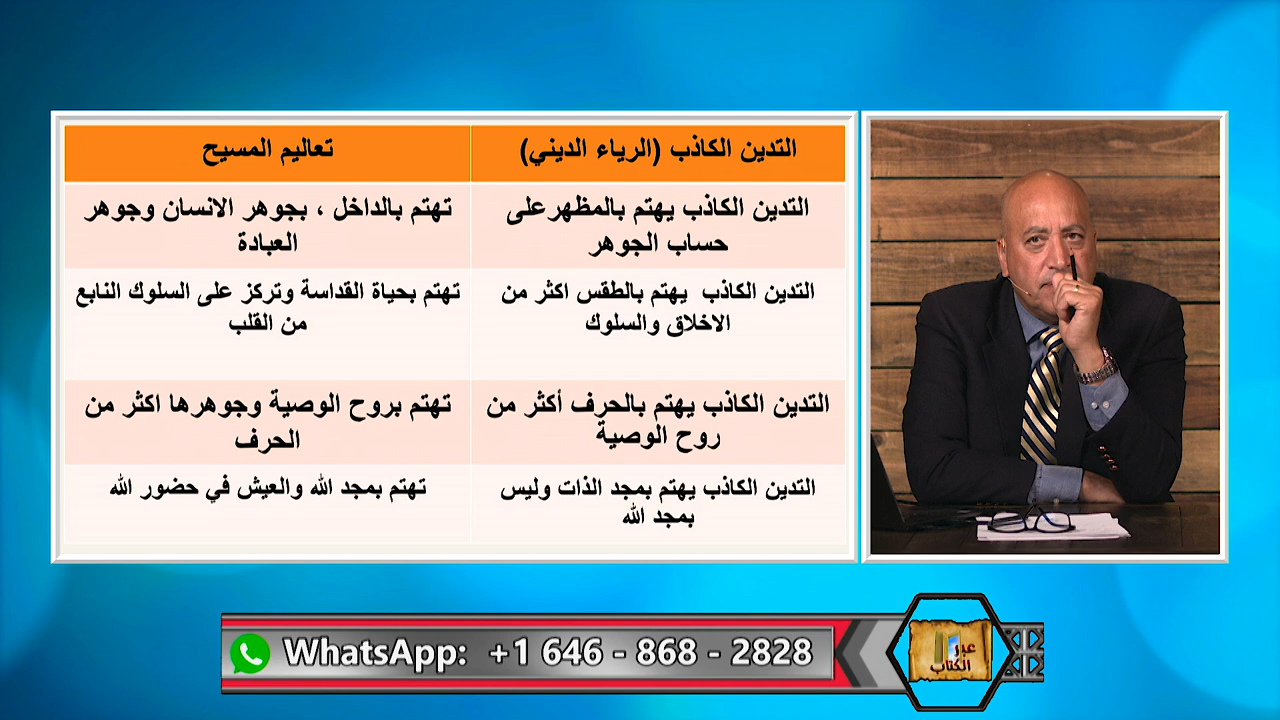 التدين الكاذب (الرياء الديني)
تعاليم المسيح
التدين الكاذب يهتم بالمظهرعلى
حساب الجوهر
تهتم بالداخل ، بجوهر الانسان وجوهر
العبادة
التدين الكاذب يهتم بالطقس اكثر من
الاخلاق والسلوك
تهتم بحياة القداسة وتركز على السلوك النابع
من القلب
التدين الكاذب يهتم بالحرف أكثر من
روح الوصية
تهتم بروح الوصية وجوهرها اكثر من
الحرف
التدين الكاذب يهتم بمجد الذات وليس
بمجد الله
تهتم بمجد الله والعيش في حضور الله
WhatsApp: +1 646 - 868 - 2828
عبر
الكتاب